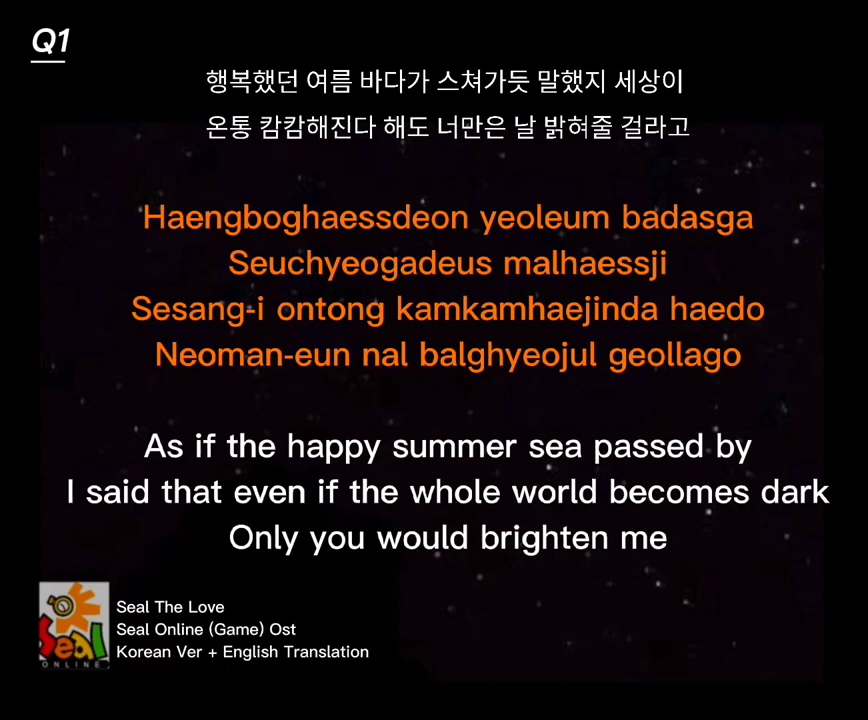 Q1
행복했던 여름 바다가 스쳐가듯 말했지 세상이
온통 캄캄해진다 해도 너만은 날 밝혀줄 걸라고
Haengboghaessdeon yeoleum badasga
Seuchyeogadeus malhaessji
Sesang-i ontong kamkamhaejinda haedo
Neoman-eun nal balghyeojul geollago
As if the happy summer sea passed by
I said that even if the whole world becomes dark
Only you would brighten me
Seal The Love
Seal Online (Game) Ost
Korean Ver + English Translation
Seal
ONLINE